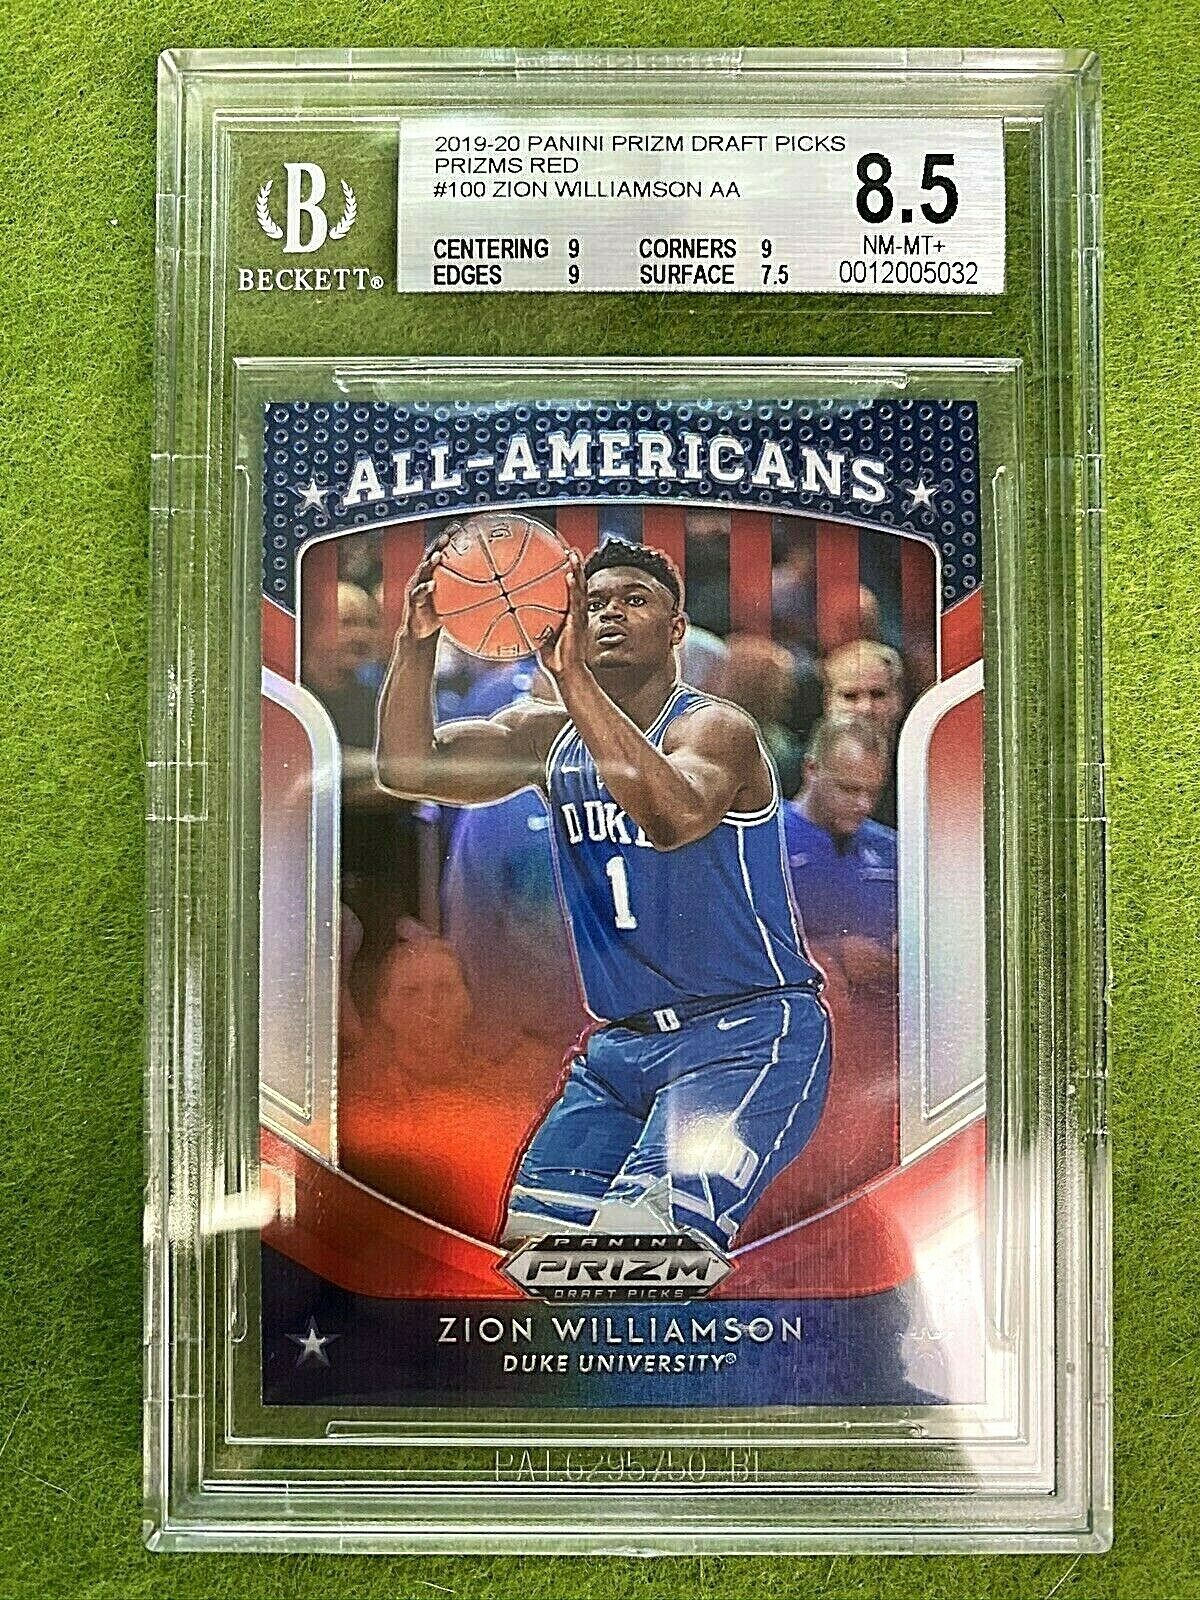 2019-20 PANINI PRIZM DRAFT PICKS
PRIZMS RED
#100 ZION WILLIAMSON AA
8.5
CENTERING 9 CORNERS 9 NM-MT+
EDGES 9 SURFACE 7.5 0012005032
B
BECKETT®
ALL-AMERICANS
DUKE
1
D
PANINI
PRIZM™
DRAFT PICKS
ZION WILLIAMSON
DUKE UNIVERSITY®